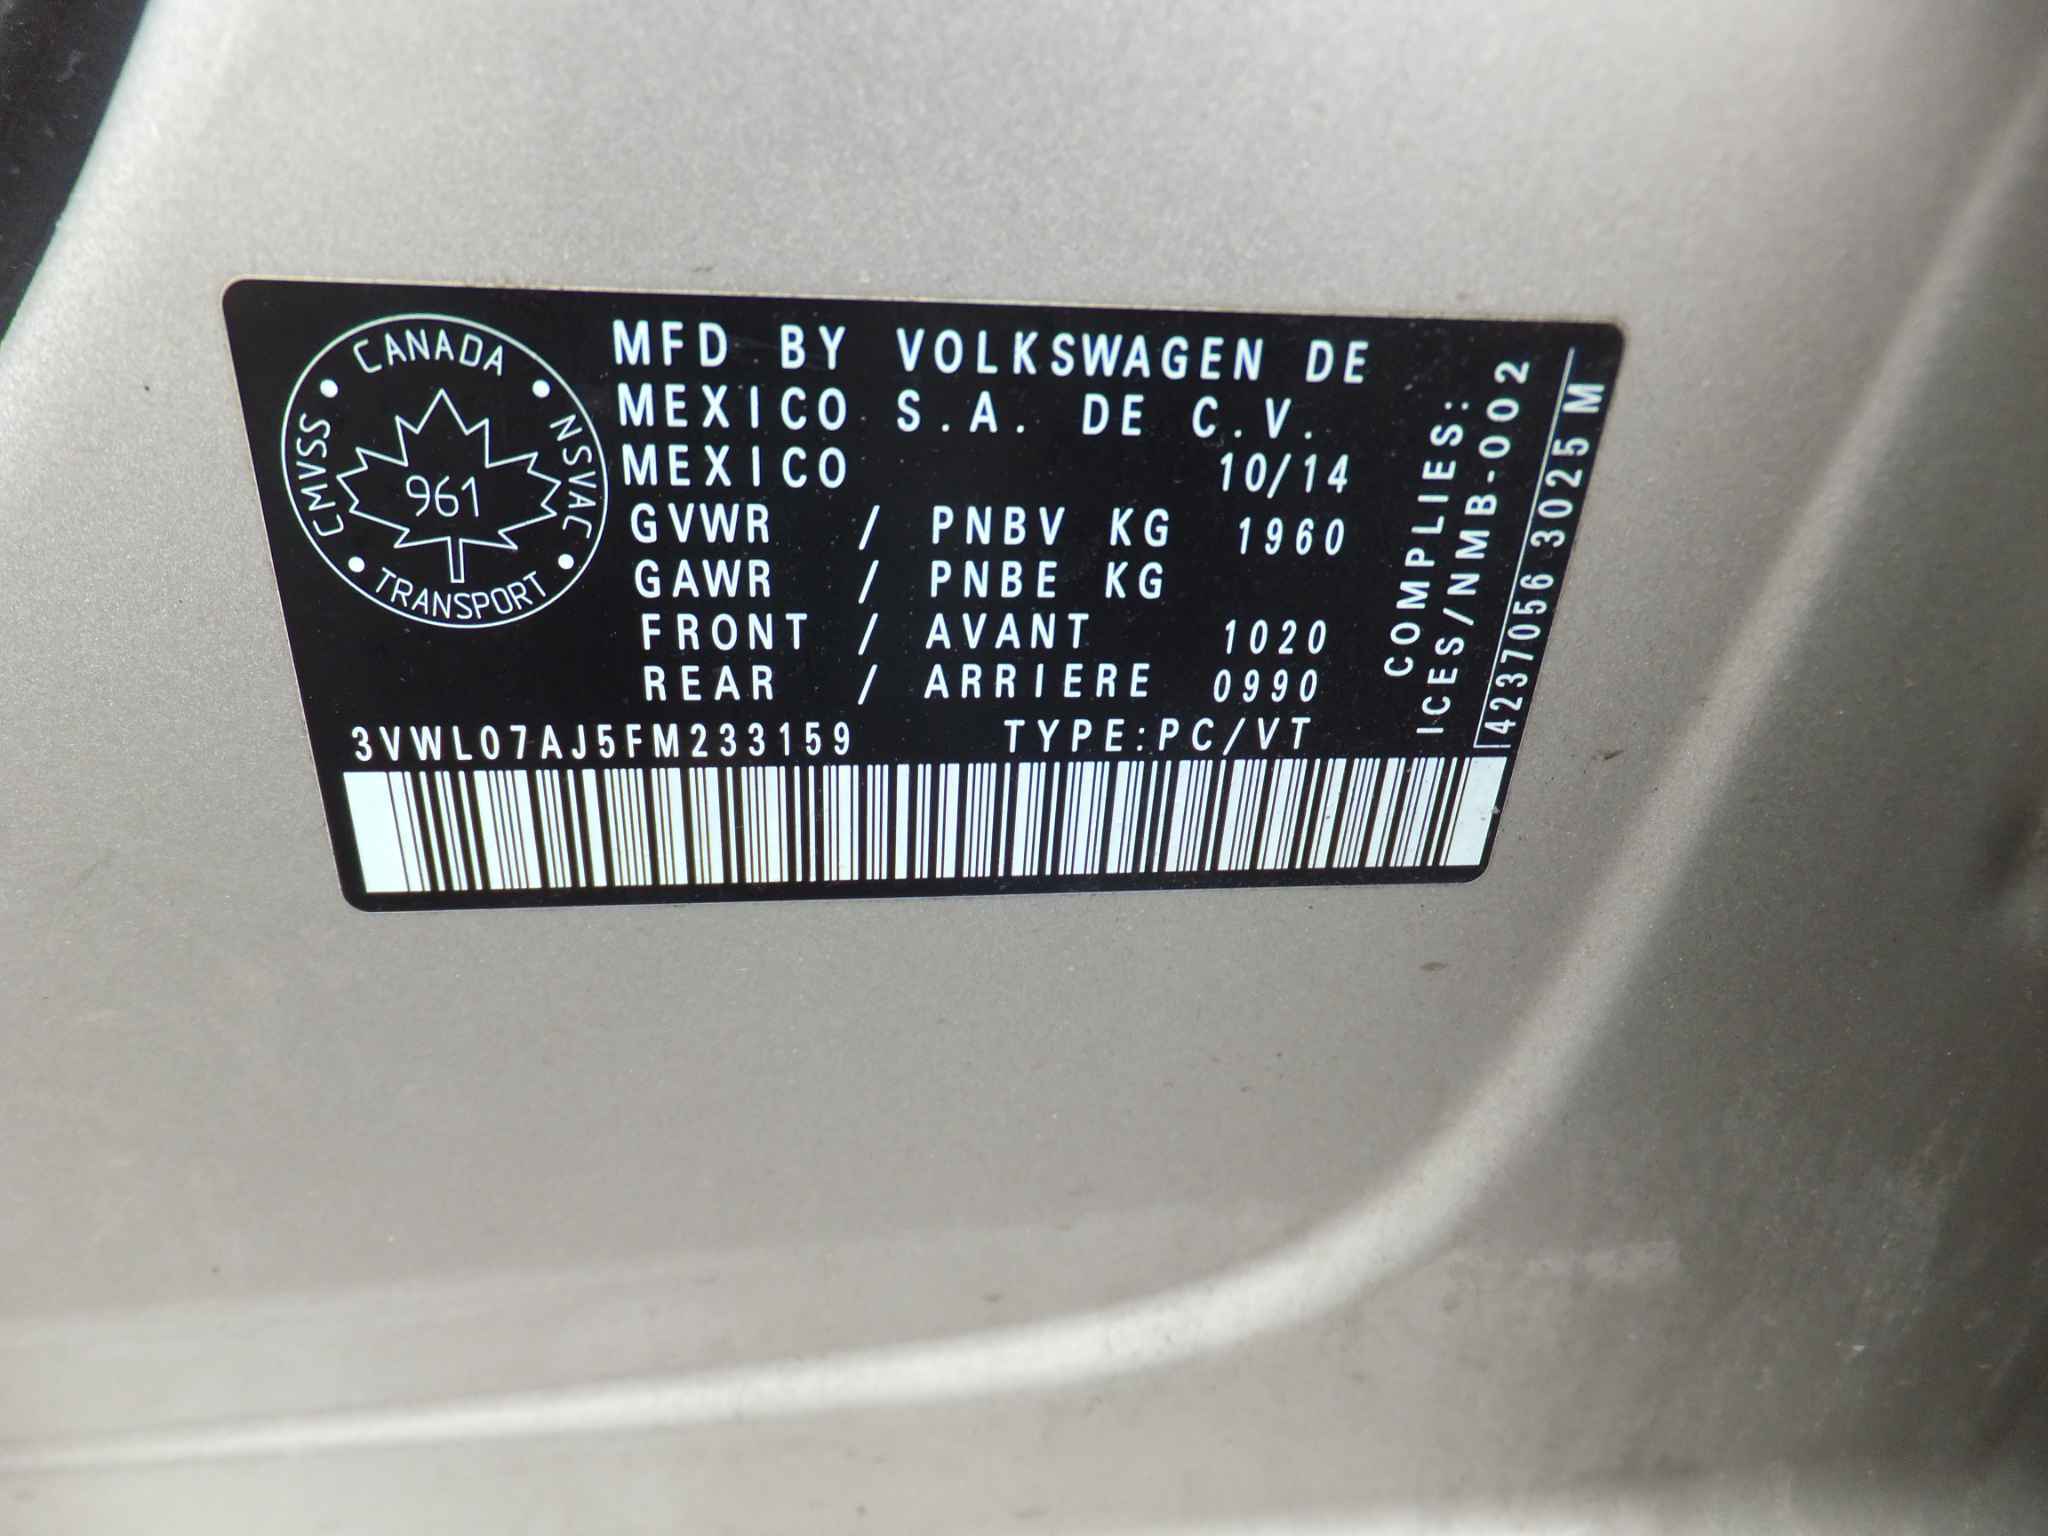 CANADA
CMVSS
NSVAC
961
TRANSPORT
MFD BY VOLKSWAGEN DE
MEXICO S.A. DE C.V.
MEXICO 10/14
GVWR / PNBV KG 1960
GAWR / PNBE KG
FRONT / AVANT 1020
REAR / ARRIERE 0990
3VWL07AJ5FM233159 TYPE:PC/VT
COMPLIES:
ICES/NMB-002
4237056 3025 M